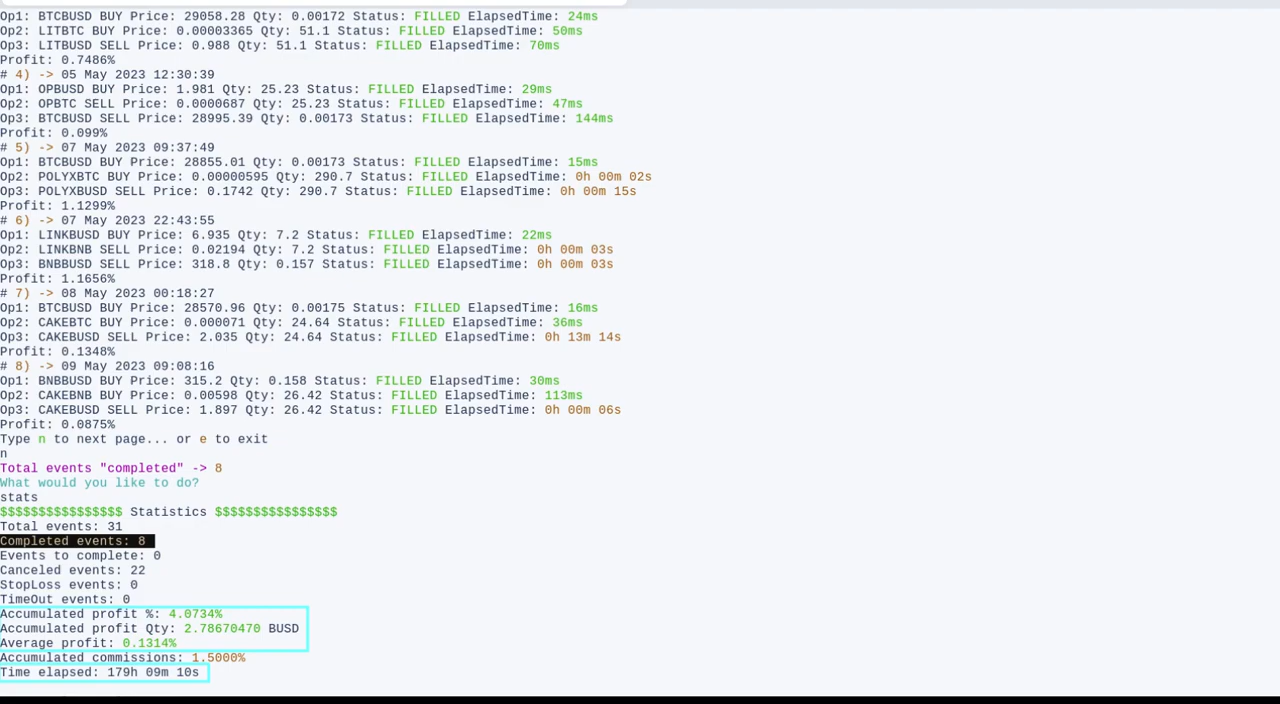 Op1: BTCBUSD BUY Price: 29058.28 Qty: 0.00172 Status: FILLED ElapsedTime: 24ms
Op2: LITBTC BUY Price: 0.00003365 Qty: 51.1 Status: FILLED ElapsedTime: 50ms
Op3: LITBUSD SELL Price: 0.988 Qty: 51.1 Status: FILLED ElapsedTime: 70ms
Profit: 0.7486%
# 4) -> 05 May 2023 12:30:39
Op1: OPBUSD BUY Price: 1.981 Qty: 25.23 Status: FILLED ElapsedTime: 29ms
Op2: OPBTC SELL Price: 0.0000687 Qty: 25.23 Status: FILLED ElapsedTime: 47ms
Op3: BTCBUSD SELL Price: 28995.39 Qty: 0.00173 Status: FILLED ElapsedTime: 144ms
Profit: 0.099%
# 5) -> 07 May 2023 09:37:49
Op1: BTCBUSD BUY Price: 28855.01 Qty: 0.00173 Status: FILLED ElapsedTime: 15ms
Op2: POLYXBTC BUY Price: 0.00000595 Qty: 290.7 Status: FILLED ElapsedTime: 0h 00m 02s
Op3: POLYXBUSD SELL Price: 0.1742 Qty: 290.7 Status: FILLED ElapsedTime: 0h 00m 15s
Profit: 1.1299%
# 6) -> 07 May 2023 22:43:55
Op1: LINKBUSD BUY Price: 6.935 Qty: 7.2 Status: FILLED ElapsedTime: 22ms
Op2: LINKBNB SELL Price: 0.02194 Qty: 7.2 Status: FILLED ElapsedTime: 0h 00m 03s
Op3: BNBBUSD SELL Price: 318.8 Qty: 0.157 Status: FILLED ElapsedTime: 0h 00m 03s
Profit: 1.1656%
# 7) -> 08 May 2023 00:18:27
Op1: BTCBUSD BUY Price: 28570.96 Qty: 0.00175 Status: FILLED ElapsedTime: 16ms
Op2: CAKEBTC BUY Price: 0.000071 Qty: 24.64 Status: FILLED ElapsedTime: 36ms
Op3: CAKEBUSD SELL Price: 2.035 Qty: 24.64 Status: FILLED ElapsedTime: 0h 13m 14s
Profit: 0.1348%
# 8) -> 09 May 2023 09:08:16
Op1: BNBBUSD BUY Price: 315.2 Qty: 0.158 Status: FILLED ElapsedTime: 30ms
Op2: CAKEBNB BUY Price: 0.00598 Qty: 26.42 Status: FILLED ElapsedTime: 113ms
Op3: CAKEBUSD SELL Price: 1.897 Qty: 26.42 Status: FILLED ElapsedTime: 0h 00m 06s
Profit: 0.0875%
Type n to next page... or e to exit
n
Total events "completed" -> 8
What would you like to do?
stats
$$$$$$$$$$$$$$$$ Statistics $$$$$$$$$$$$$$$$
Total events: 31
Completed events: 8
Events to complete: 0
Canceled events: 22
StopLoss events: 0
TimeOut events: 0
Accumulated profit %: 4.0734%
Accumulated profit Qty: 2.78670470 BUSD
Average profit: 0.1314%
Accumulated commissions: 1.5000%
Time elapsed: 179h 09m 10s